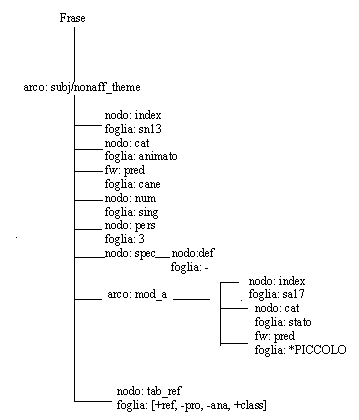 Frase
arco: subj/nonaff_theme
nodo: index
foglia: sn13
nodo: cat
foglia: animato
fw: pred
foglia: cane
nodo: num
foglia: sing
nodo: pers
foglia: 3
nodo: spec
nodo:def
foglia: -
arco: mod_a
nodo: index
foglia: sa17
nodo: cat
foglia: stato
fw: pred
foglia: *PICCOLO
nodo: tab_ref
foglia: [+ref, -pro, -ana, +class]